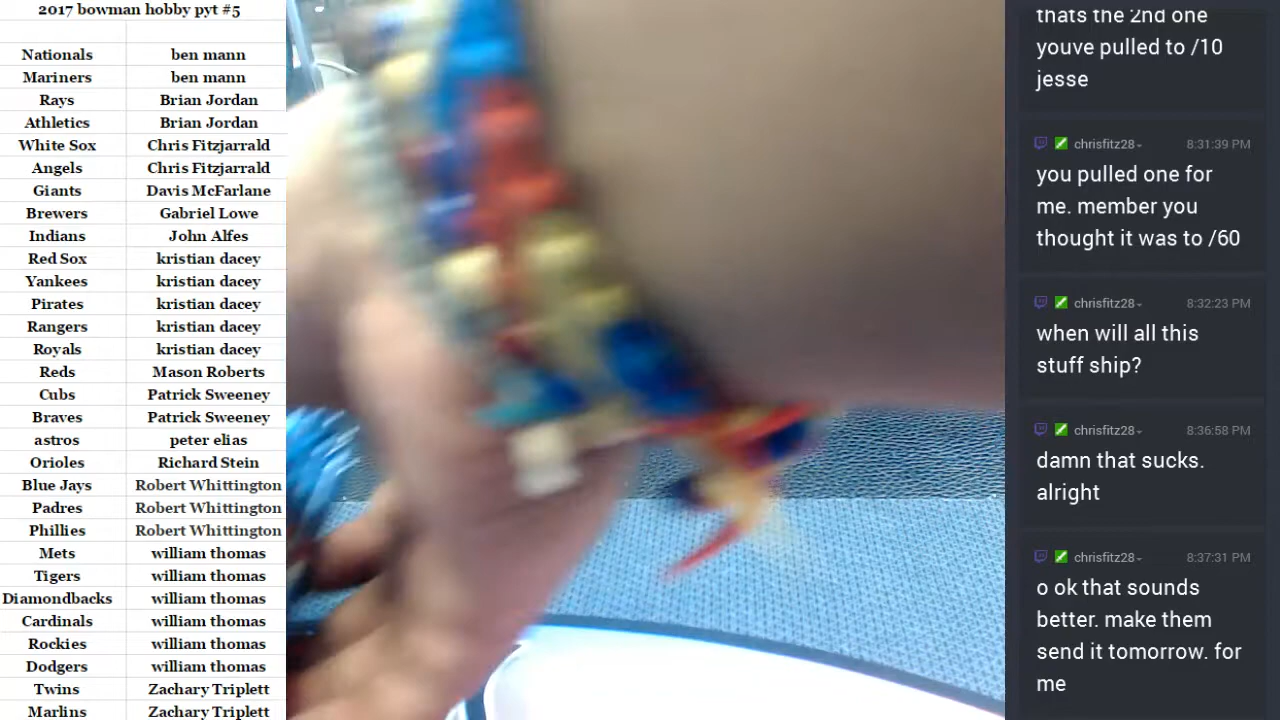 2017 bowman hobby pyt #5
Nationals ben mann
Mariners ben mann
Rays Brian Jordan
Athletics Brian Jordan
White Sox Chris Fitzjarrald
Angels Chris Fitzjarrald
Giants Davis McFarlane
Brewers Gabriel Lowe
Indians John Alfes
Red Sox kristian dacey
Yankees kristian dacey
Pirates kristian dacey
Rangers kristian dacey
Royals kristian dacey
Reds Mason Roberts
Cubs Patrick Sweeney
Braves Patrick Sweeney
astros peter elias
Orioles Richard Stein
Blue Jays Robert Whittington
Padres Robert Whittington
Phillies Robert Whittington
Mets william thomas
Tigers william thomas
Diamondbacks william thomas
Cardinals william thomas
Rockies william thomas
Dodgers william thomas
Twins Zachary Triplett
Marlins Zachary Triplett
thats the 2nd one
youve pulled to /10
jesse
chrisfitz28 8:31:39 PM
you pulled one for
me. member you
thought it was to /60
chrisfitz28 8:32:23 PM
when will all this
stuff ship?
chrisfitz28 8:36:58 PM
damn that sucks.
alright
chrisfitz28 8:37:31 PM
o ok that sounds
better. make them
send it tomorrow. for
me